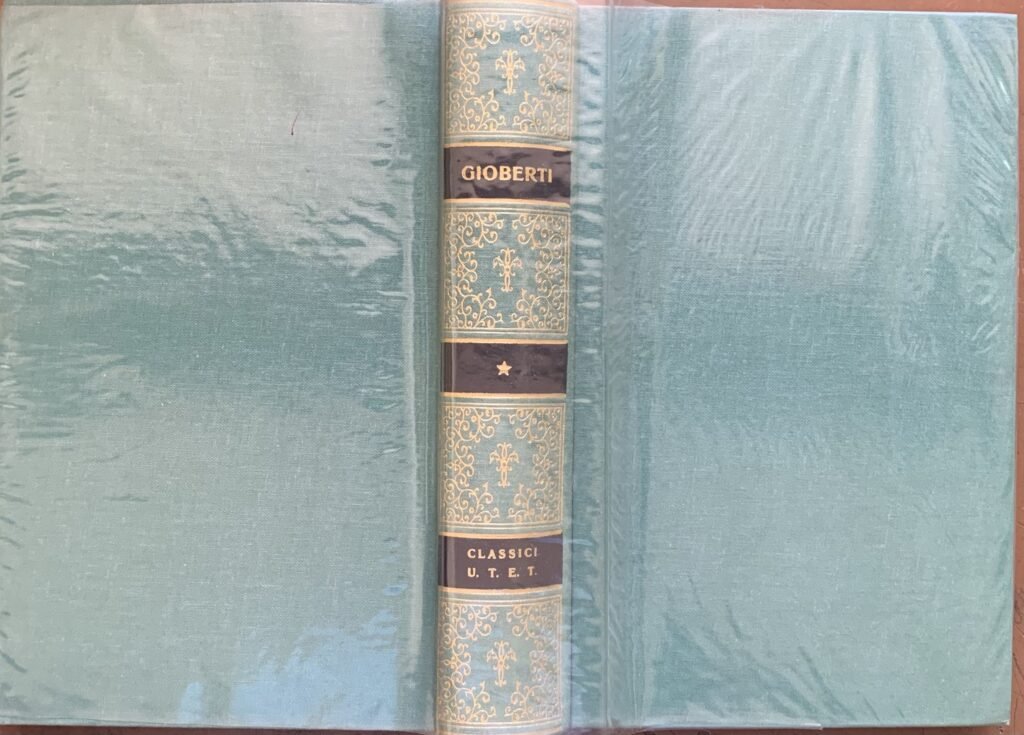 GIOBERTI
CLASSICI
U. T. E. T.